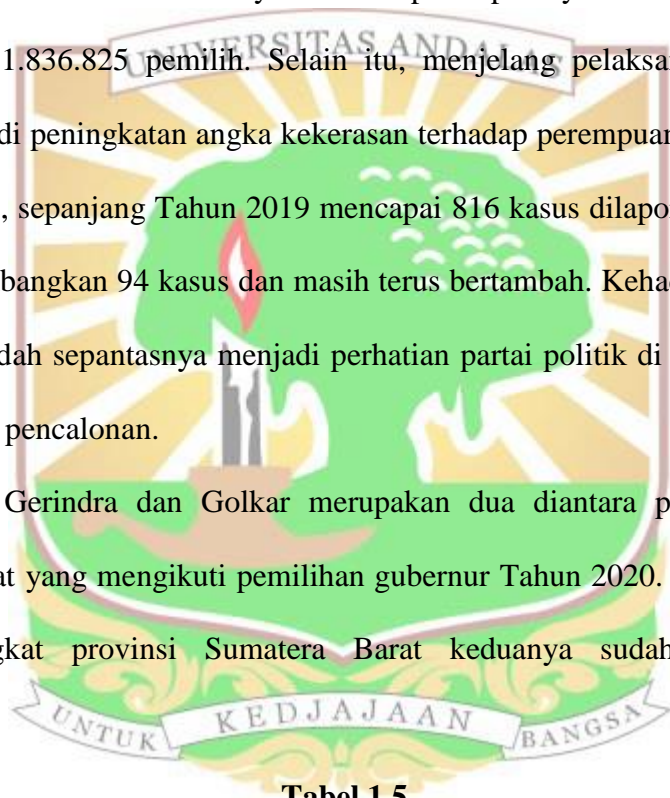 UNIVERSITAS ANDALAS
1.836.825 pemilih. Selain itu, menjelang pelaksa
di peningkatan angka kekerasan terhadap perempuan
, sepanjang Tahun 2019 mencapai 816 kasus dilapo
bangkan 94 kasus dan masih terus bertambah. Keha
dah sepantasnya menjadi perhatian partai politik di
pencalonan.
Gerindra dan Golkar merupakan dua diantara p
at yang mengikuti pemilihan gubernur Tahun 2020.
gkat provinsi Sumatera Barat keduanya sudah
UNTUK KEDJAJAAN BANGSA
Tabel 1.5